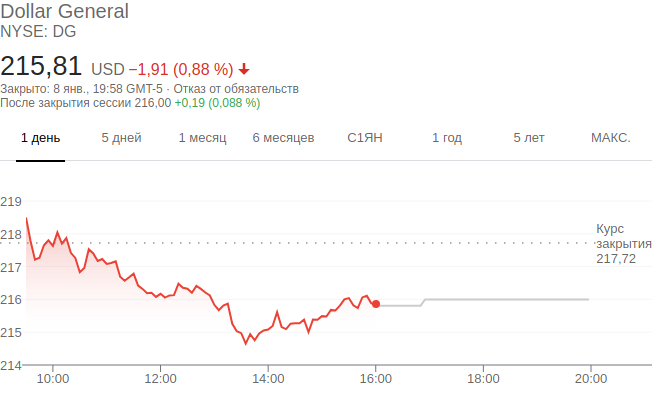 Dollar General
NYSE: DG
215,81 USD −1,91 (0,88 %)
Закрыто: 8 янв., 19:58 GMT-5 · Отказ от обязательств
После закрытия сессии 216,00 +0,19 (0,088 %)
1 день 5 дней 1 месяц 6 месяцев С1ЯН 1 год 5 лет МАКС.
219
218
217
216
215
214
Курс
закрытия
217,72
10:00 12:00 14:00 16:00 18:00 20:00